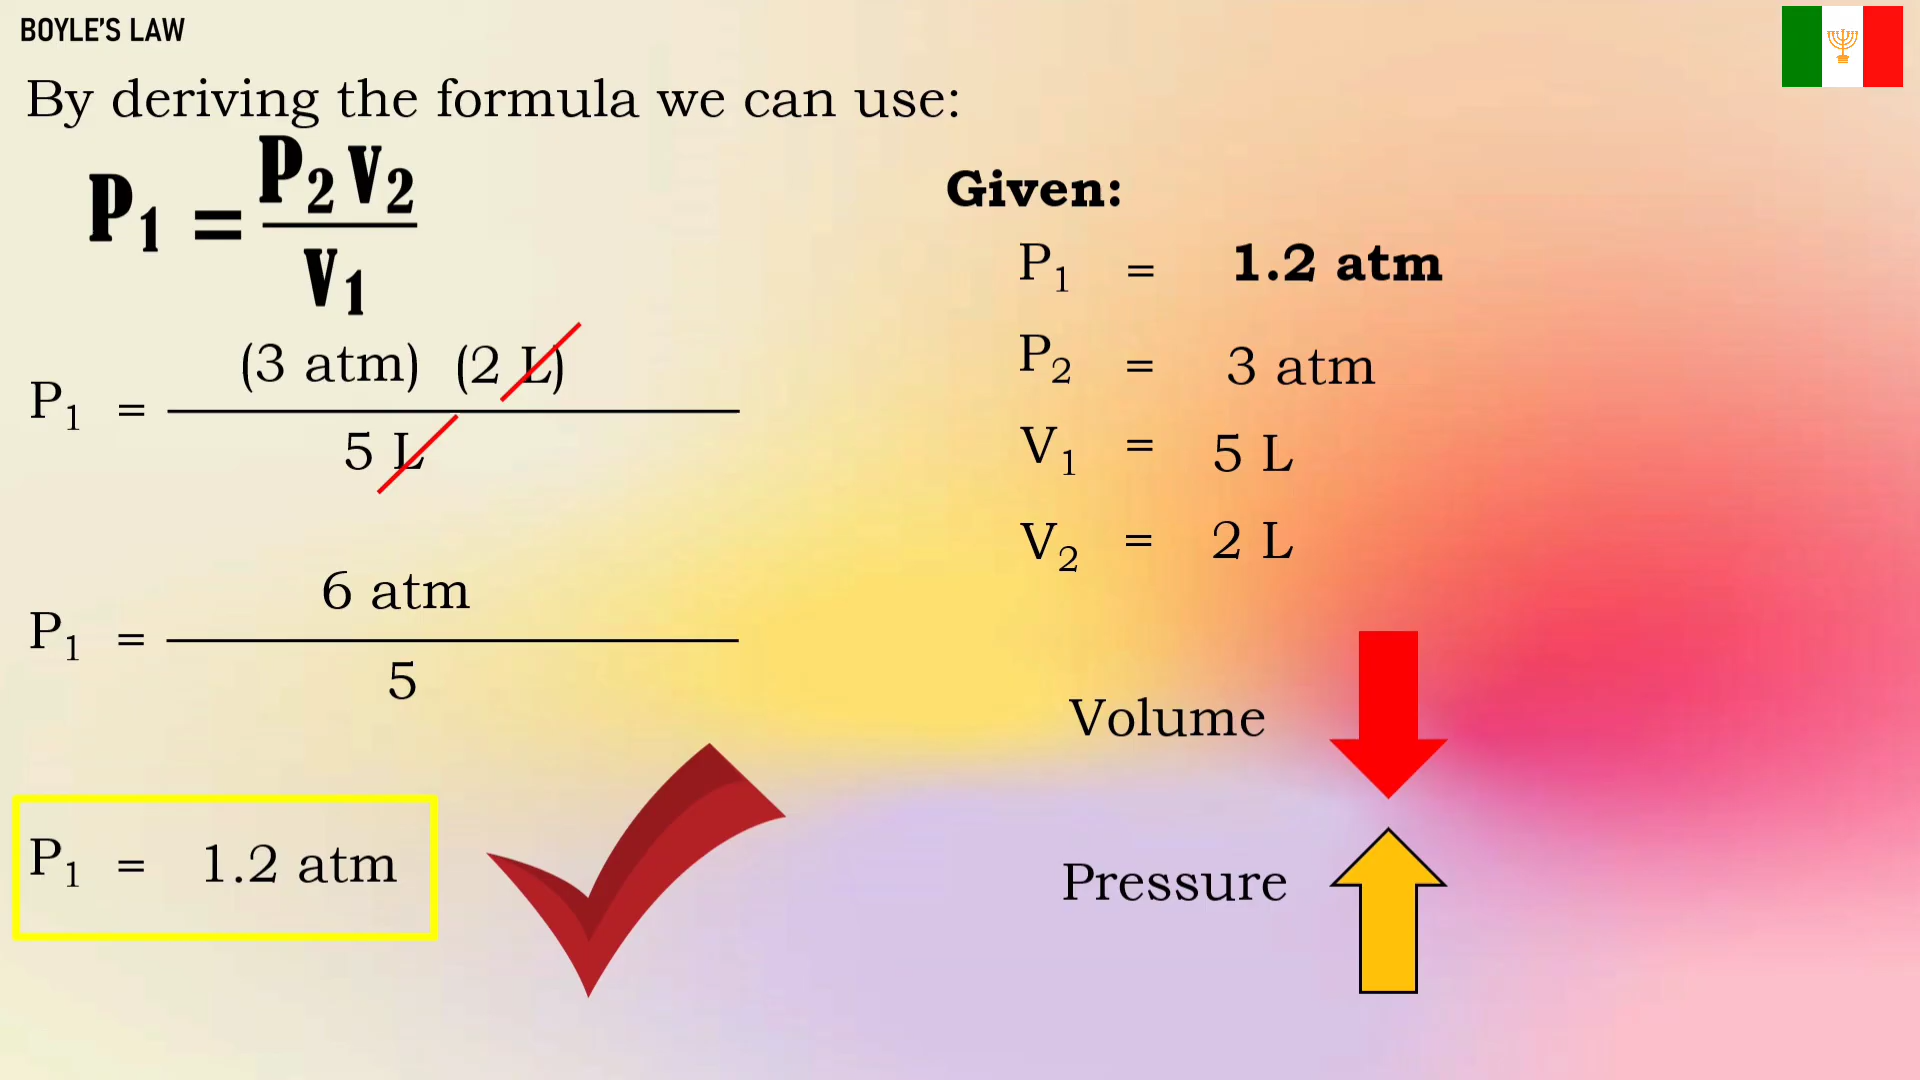 BOYLE'S LAW
By deriving the formula we can use:
P₁ = P₂ V₂ / V₁
P₁ = (3 atm) (2 L) / 5 L
P₁ = 6 atm / 5
P₁ = 1.2 atm
Given:
P₁ = 1.2 atm
P₂ = 3 atm
V₁ = 5 L
V₂ = 2 L
Volume
Pressure